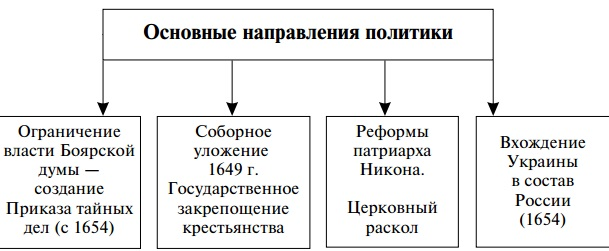 Основные направления политики
Ограничение
власти Боярской
думы —
создание
Приказа тайных
дел (с 1654)
Соборное
уложение
1649 г.
Государственное
закрепощение
крестьянства
Реформы
патриарха
Никона.
Церковный
раскол
Вхождение
Украины
в состав
России
(1654)